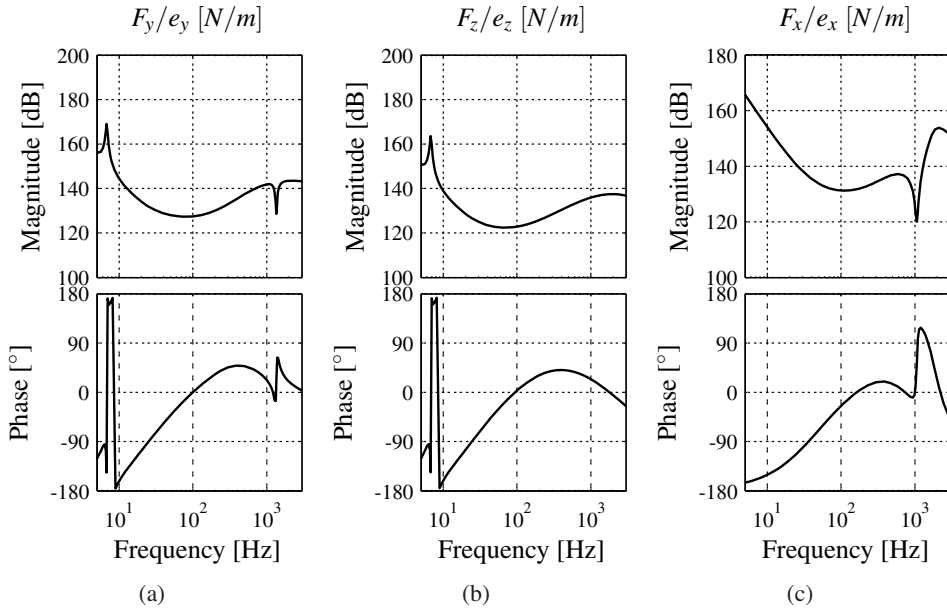 F_y/e_y [N/m]
F_z/e_z [N/m]
F_x/e_x [N/m]
Magnitude [dB]
200
180
160
140
120
100
Phase [°]
180
90
0
-90
-180
10^1
10^2
10^3
Frequency [Hz]
Magnitude [dB]
200
180
160
140
120
100
Phase [°]
180
90
0
-90
-180
10^1
10^2
10^3
Frequency [Hz]
Magnitude [dB]
180
160
140
120
100
Phase [°]
180
90
0
-90
-180
10^1
10^2
10^3
Frequency [Hz]
(a)
(b)
(c)